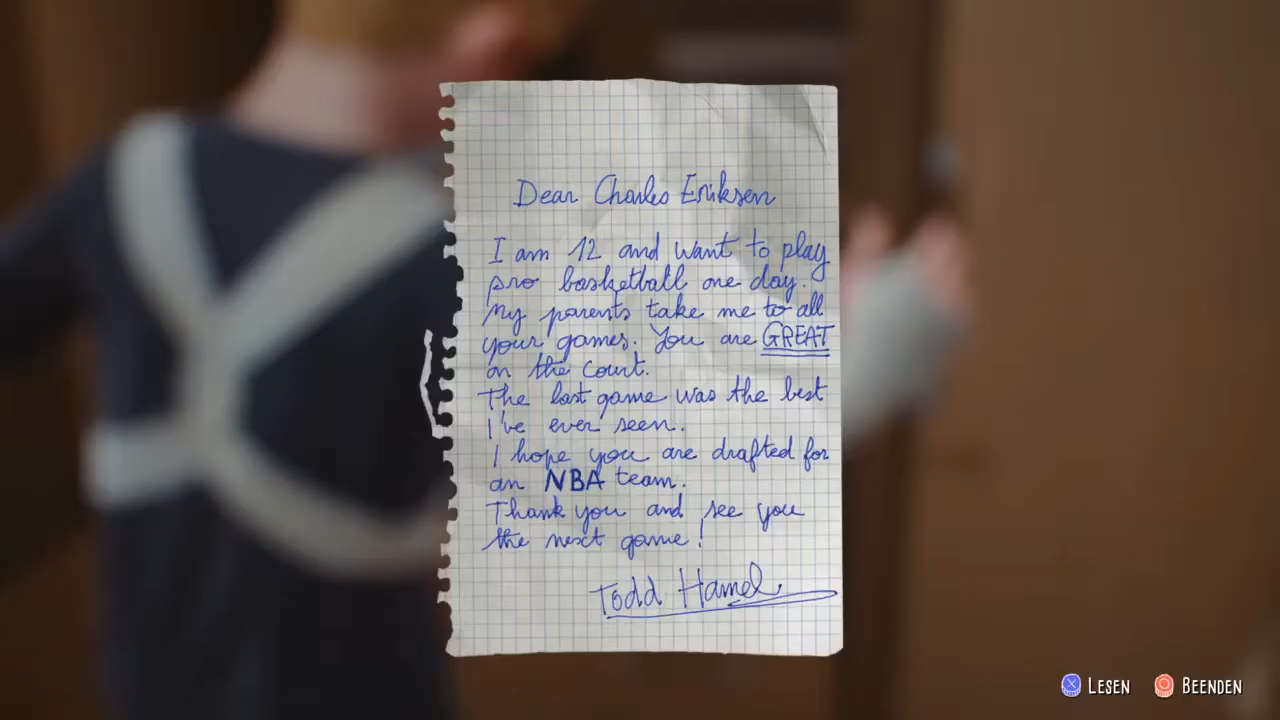 Dear Charles Eriksen
I am 12 and want to play
pro basketball one day.
My parents take me to all
your games. You are GREAT
on the court.
The last game was the best
I've ever seen.
I hope you are drafted for
an NBA team.
Thank you and see you
the next game!
Todd Hamel
LESEN BEENDEN